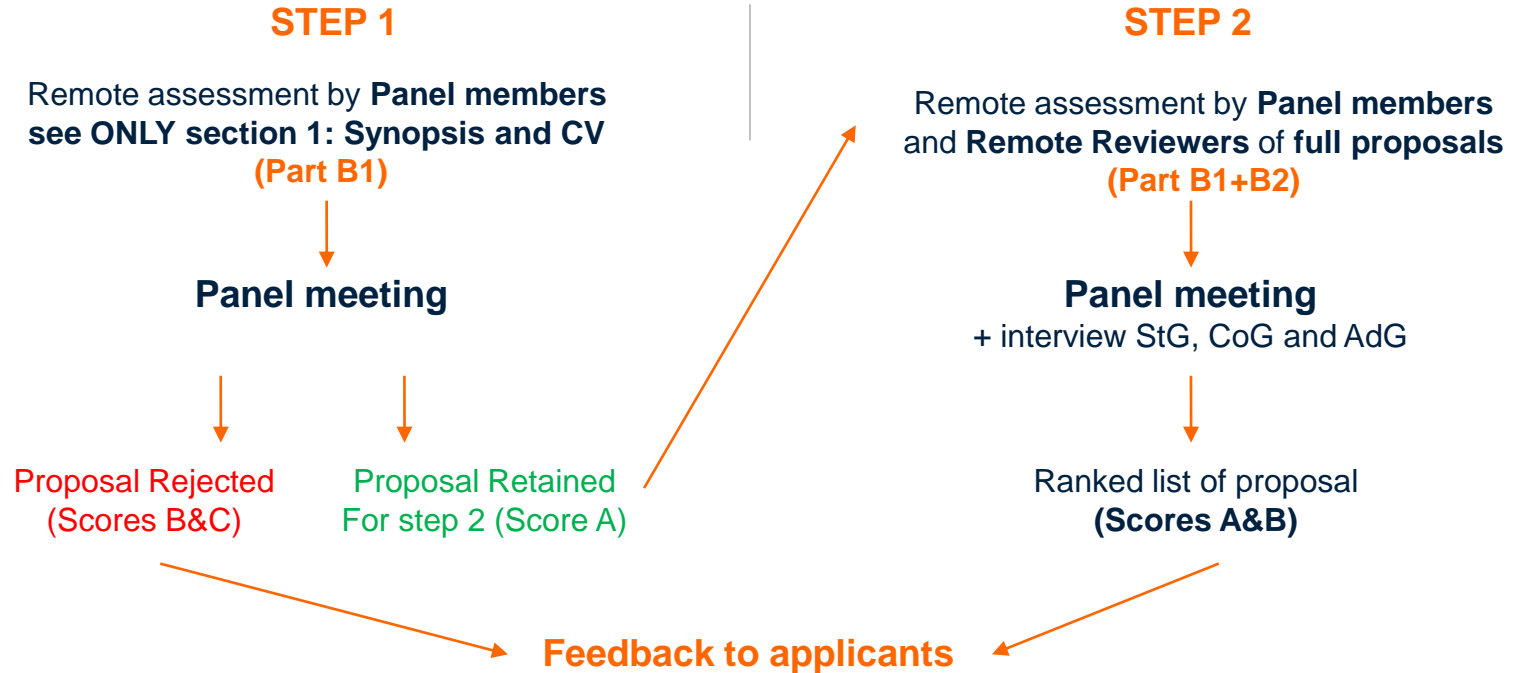 STEP 1
Remote assessment by Panel members
see ONLY section 1: Synopsis and CV
(Part B1)
Panel meeting
Proposal Rejected
(Scores B&C)
Proposal Retained
For step 2 (Score A)
STEP 2
Remote assessment by Panel members
and Remote Reviewers of full proposals
(Part B1+B2)
Panel meeting
+ interview StG, CoG and AdG
Ranked list of proposal
(Scores A&B)
Feedback to applicants